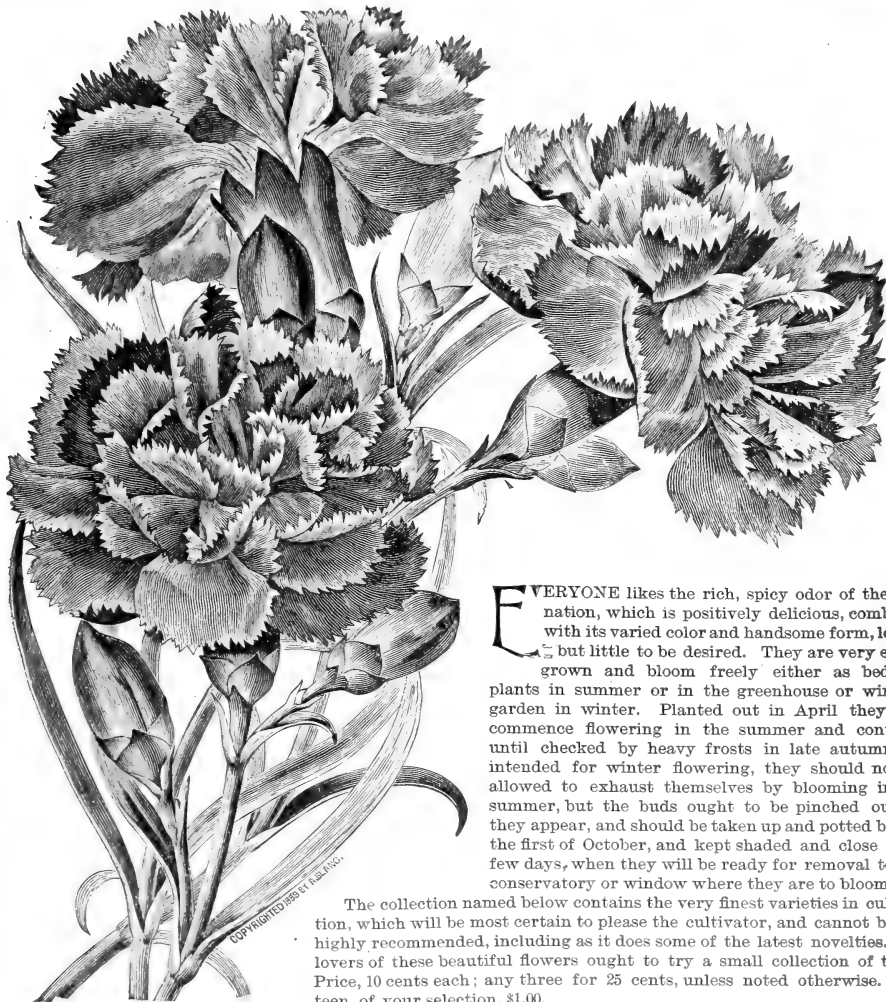 EVERYONE likes the rich, spicy odor of the
nation, which is positively delicious, comb
with its varied color and handsome form, le
but little to be desired. They are very e
grown and bloom freely either as bed
plants in summer or in the greenhouse or win
garden in winter. Planted out in April they
commence flowering in the summer and cont
until checked by heavy frosts in late autumn
intended for winter flowering, they should no
allowed to exhaust themselves by blooming in
summer, but the buds ought to be pinched ou
they appear, and should be taken up and potted b
the first of October, and kept shaded and close
few days, when they will be ready for removal to
conservatory or window where they are to bloom
COPYRIGHTED 1889 BY A. BLANC.
The collection named below contains the very finest varieties in cul
tion, which will be most certain to please the cultivator, and cannot b
highly recommended, including as it does some of the latest novelties.
lovers of these beautiful flowers ought to try a small collection of t
Price, 10 cents each; any three for 25 cents, unless noted otherwise.
teen, of your selection, $1.00.